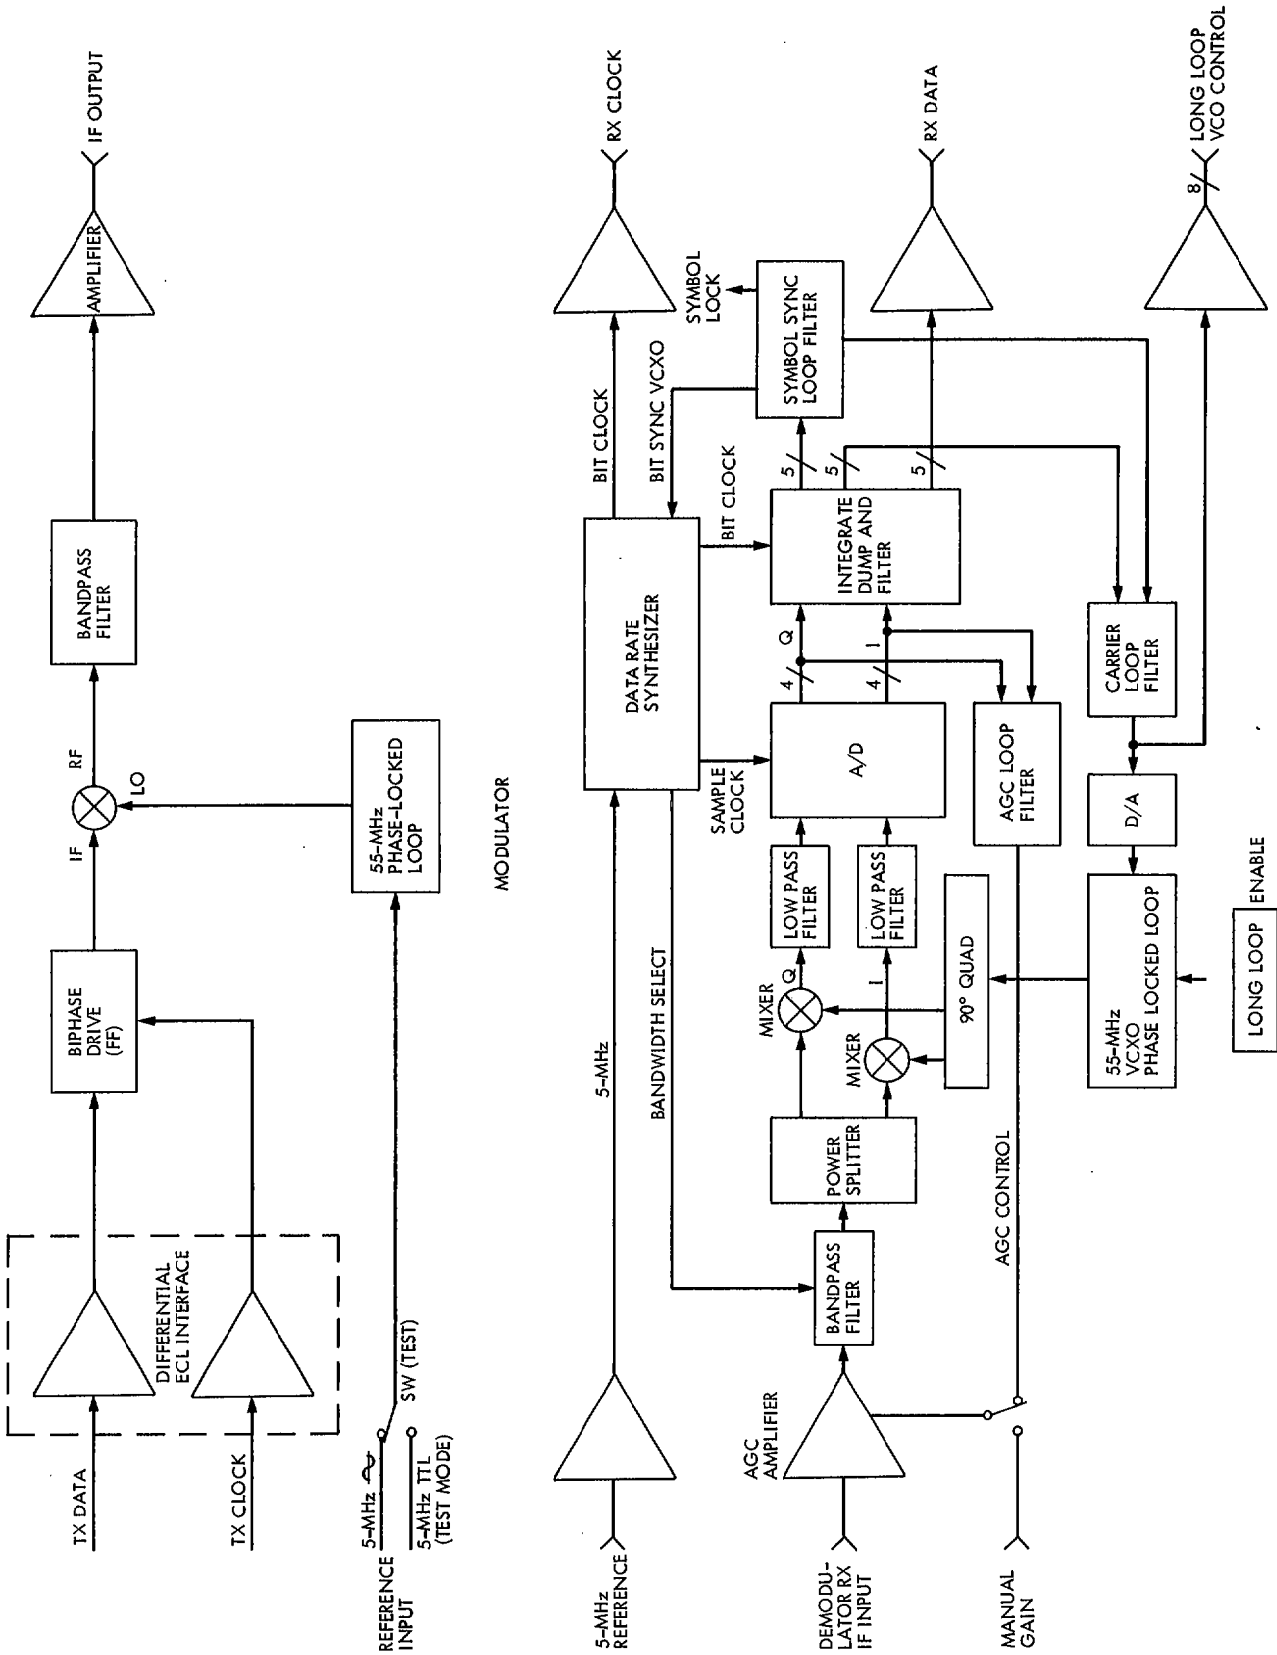 TX DATA
TX CLOCK
DIFFERENTIAL
ECL INTERFACE
BIPHASE
DRIVE
(FF)
IF
RF
LO
BANDPASS
FILTER
AMPLIFIER
IF OUTPUT
REFERENCE
INPUT
5-MHz
5-MHz TTL
(TEST MODE)
SW (TEST)
55-MHz
PHASE-LOCKED
LOOP
MODULATOR
5-MHz
REFERENCE
5-MHz
BANDWIDTH SELECT
DATA RATE
SYNTHESIZER
BIT CLOCK
RX CLOCK
BIT SYNC VCXO
SYMBOL
LOCK
SAMPLE
CLOCK
BIT CLOCK
DEMODU-
LATOR RX
IF INPUT
AGC
AMPLIFIER
BANDPASS
FILTER
POWER
SPLITTER
MIXER
Q
MIXER
I
LOW PASS
FILTER
LOW PASS
FILTER
A/D
4
Q
4
I
INTEGRATE
DUMP AND
FILTER
5
5
5
SYMBOL SYNC
LOOP FILTER
RX DATA
90° QUAD
AGC LOOP
FILTER
AGC CONTROL
MANUAL
GAIN
55-MHz
VCXO
PHASE LOCKED LOOP
D/A
CARRIER
LOOP
FILTER
8
LONG LOOP
VCO CONTROL
LONG LOOP
ENABLE